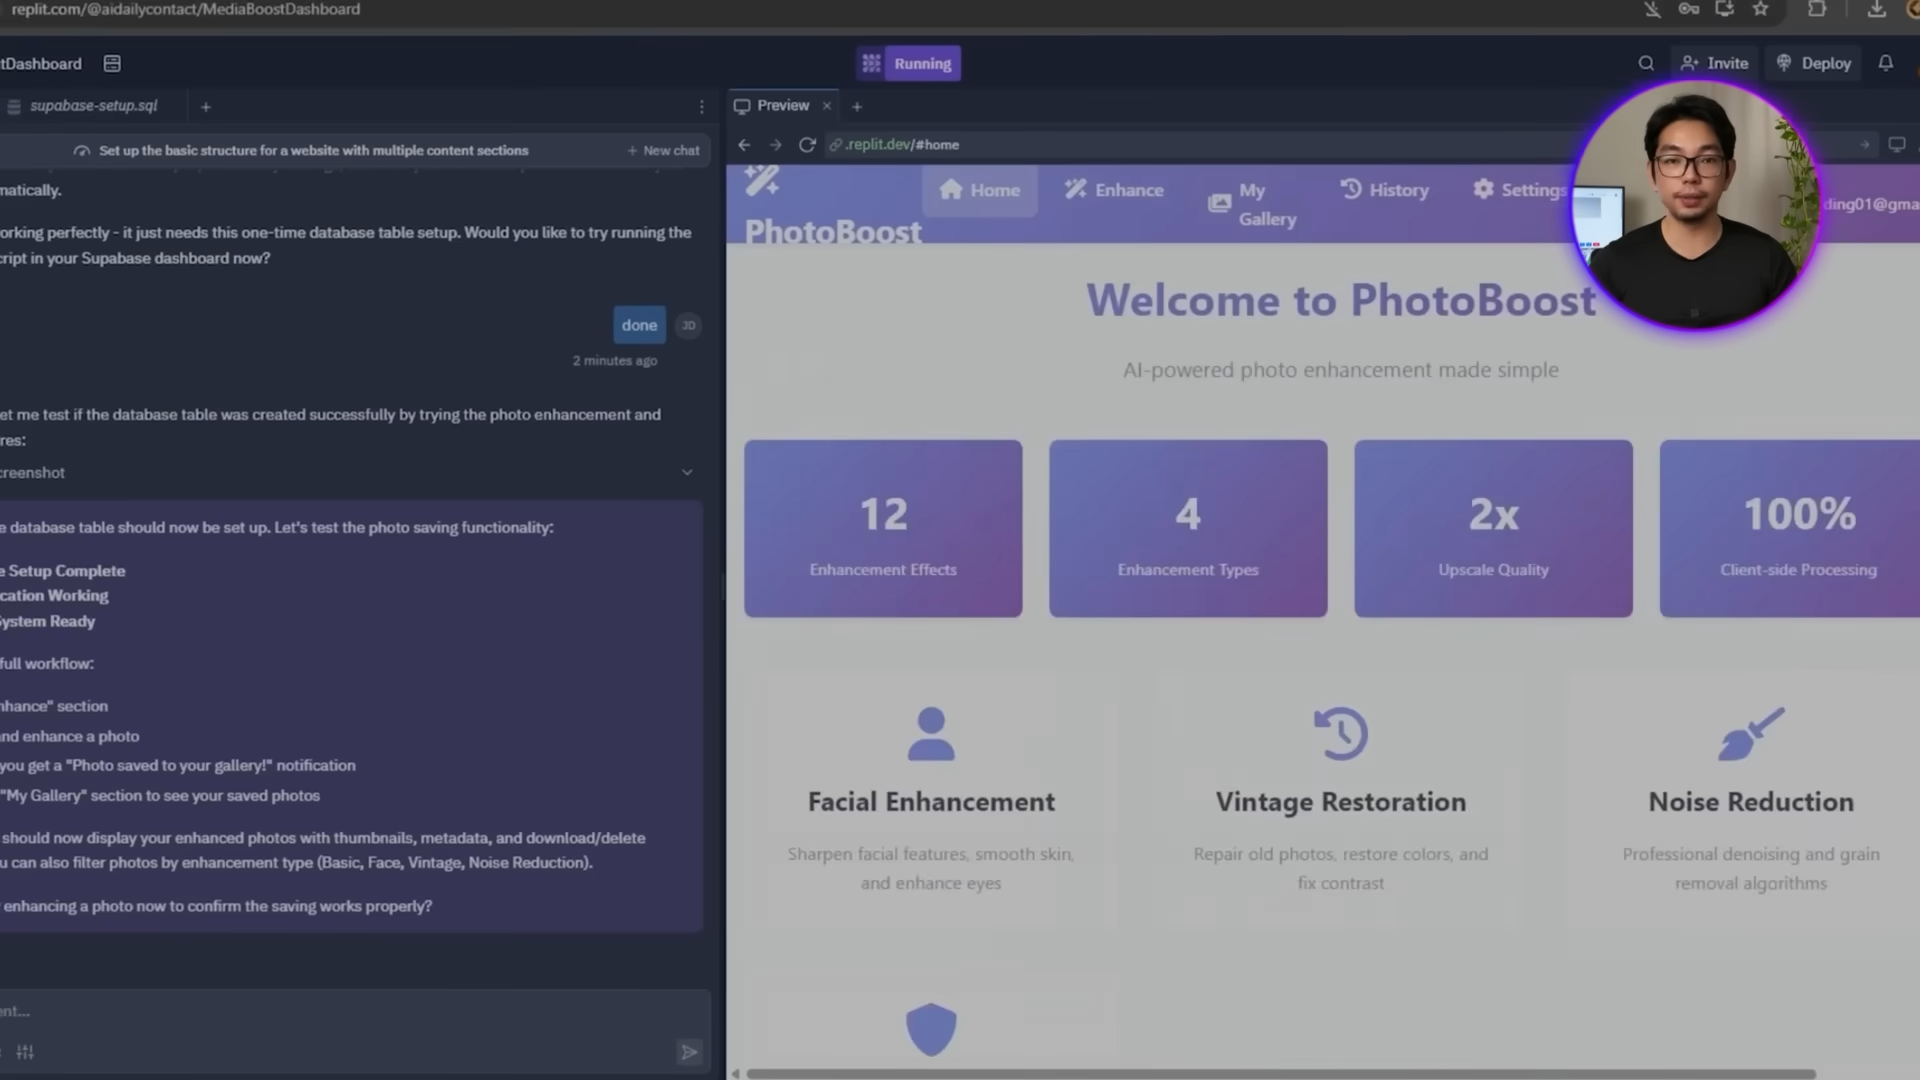 replit.com/@aidailycontact/MediaBoostDashboard
tDashboard
Running
Invite
Deploy
supabase-setup.sql
Preview
Set up the basic structure for a website with multiple content sections
New chat
.replit.dev/#home
matically.
orking perfectly - it just needs this one-time database table setup. Would you like to try running the
cript in your Supabase dashboard now?
done
JD
2 minutes ago
et me test if the database table was created successfully by trying the photo enhancement and
res:
creenshot
e database table should now be set up. Let's test the photo saving functionality:
e Setup Complete
cation Working
System Ready
full workflow:
nhance" section
nd enhance a photo
you get a "Photo saved to your gallery!" notification
"My Gallery" section to see your saved photos
should now display your enhanced photos with thumbnails, metadata, and download/delete
u can also filter photos by enhancement type (Basic, Face, Vintage, Noise Reduction).
enhancing a photo now to confirm the saving works properly?
ent...
PhotoBoost
Home
Enhance
My
Gallery
History
Settings
ding01@gma
Welcome to PhotoBoost
AI-powered photo enhancement made simple
12
Enhancement Effects
4
Enhancement Types
2x
Upscale Quality
100%
Client-side Processing
Facial Enhancement
Sharpen facial features, smooth skin,
and enhance eyes
Vintage Restoration
Repair old photos, restore colors, and
fix contrast
Noise Reduction
Professional denoising and grain
removal algorithms